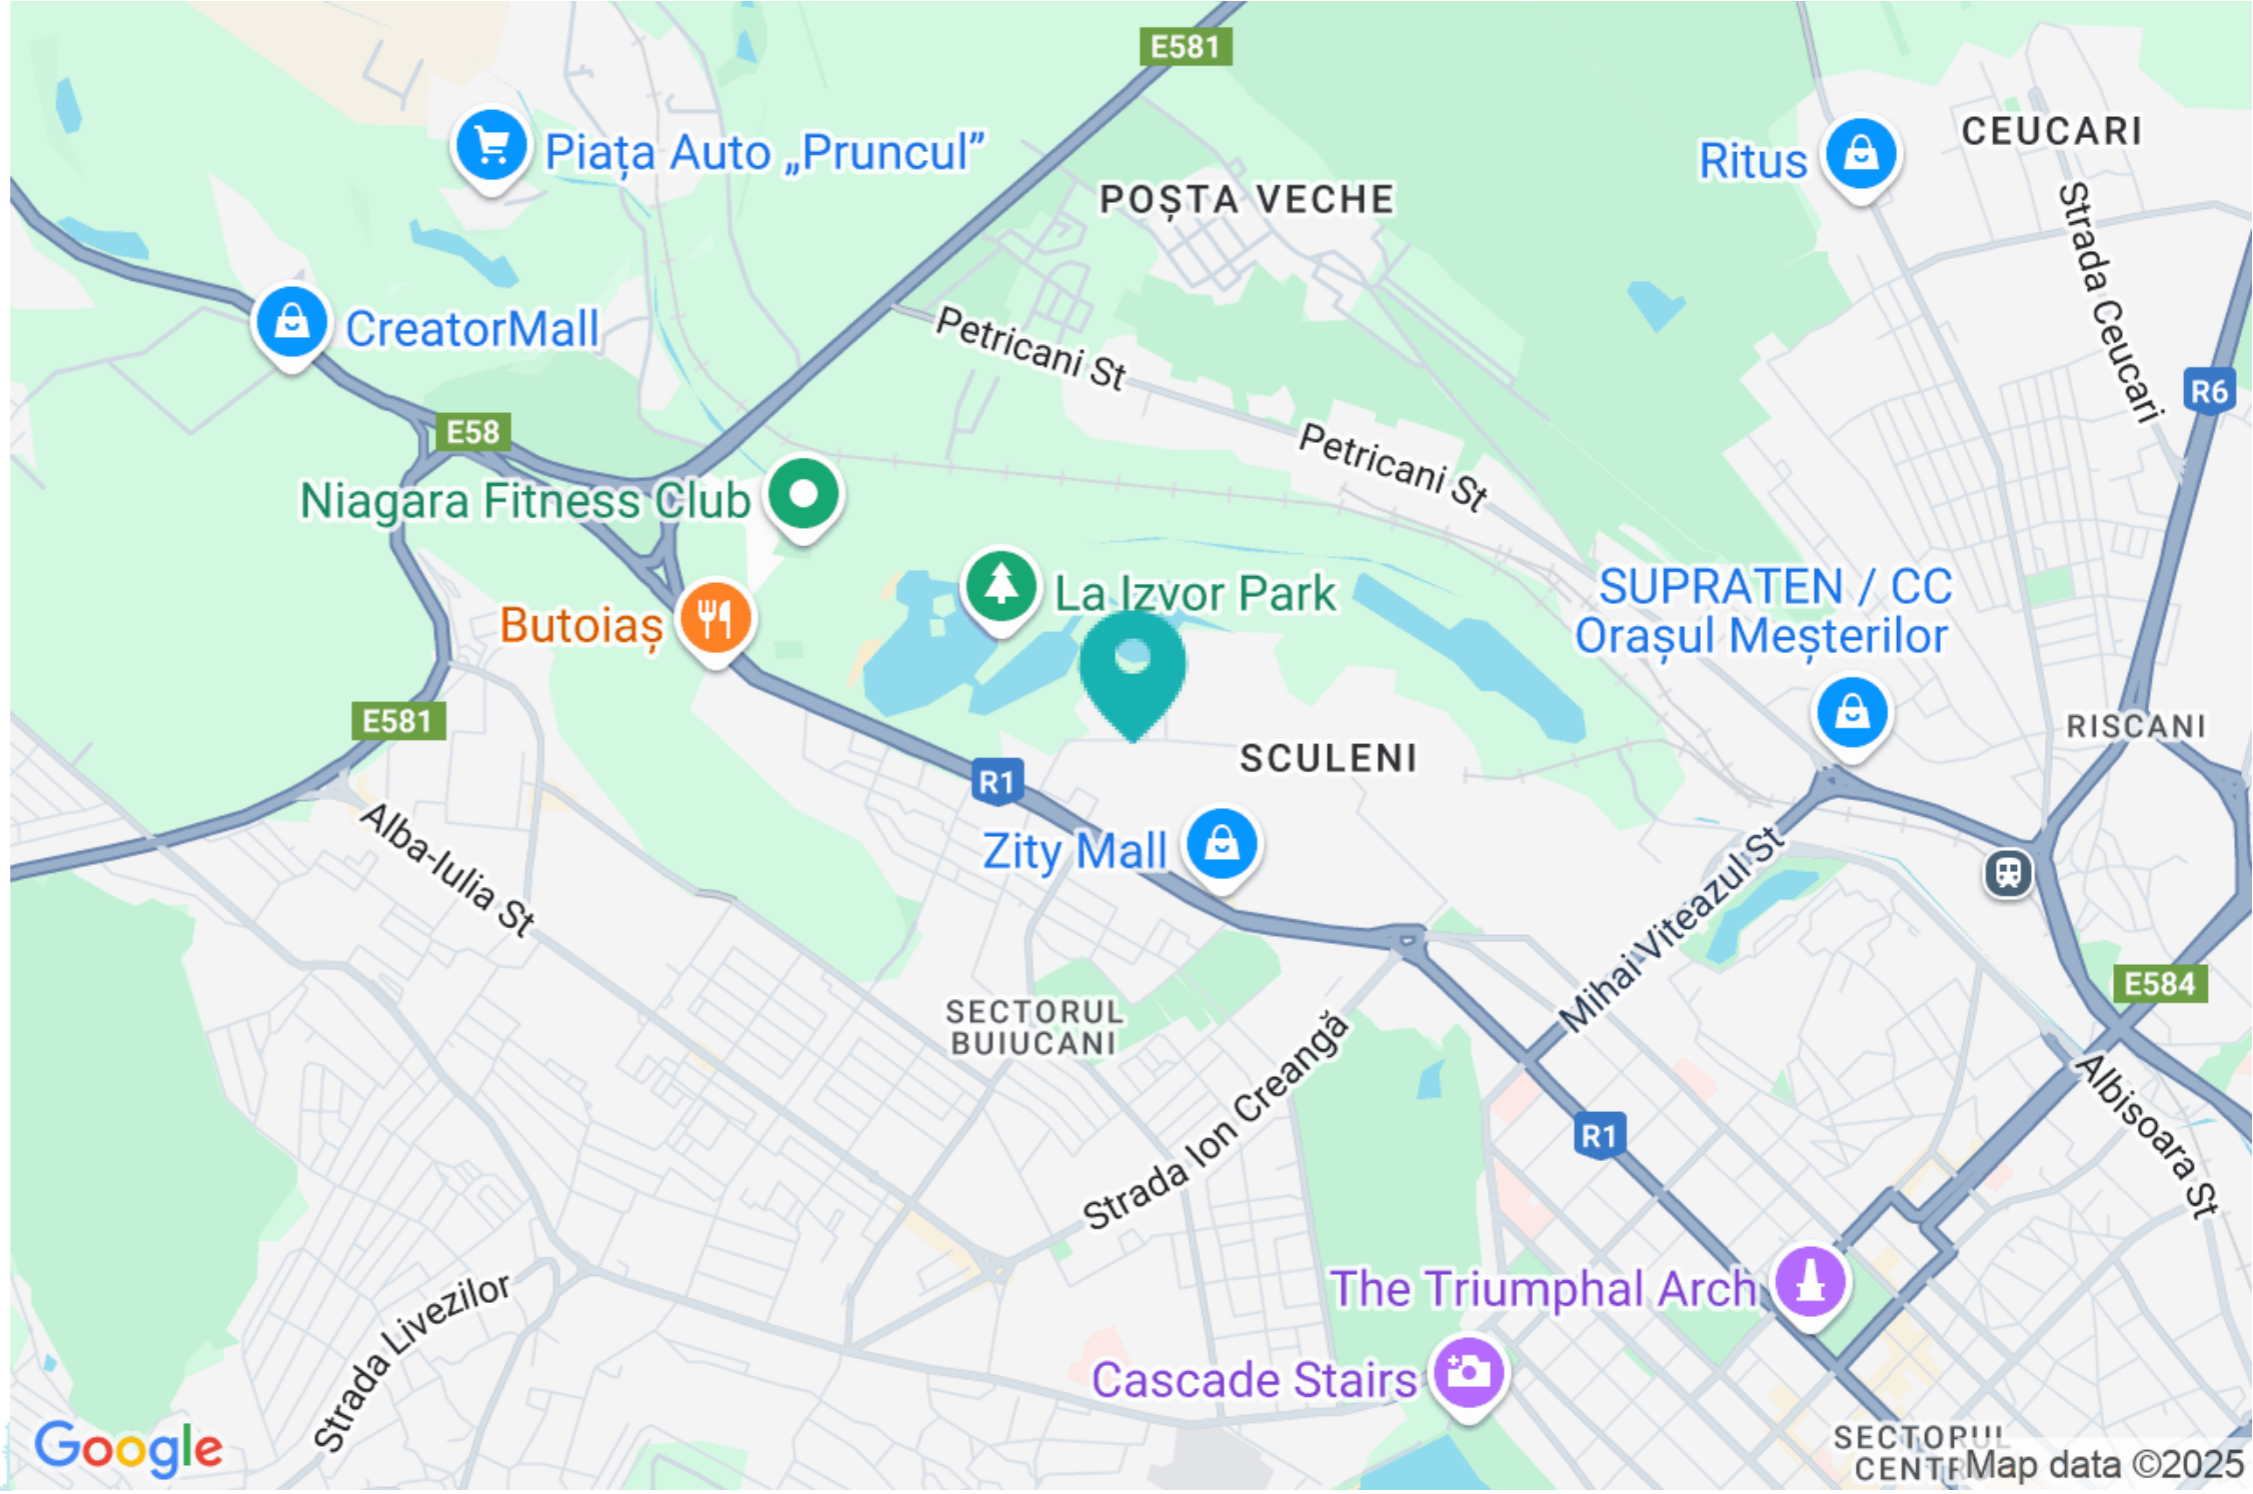 E581
Piața Auto „Pruncul”
POȘTA VECHE
Ritus
CEUCARI
Strada Ceucari
CreatorMall
Petricani St
R6
E58
Petricani St
Niagara Fitness Club
La Izvor Park
SUPRATEN / CC
Orașul Meșterilor
Butoiaș
E581
RISCANI
SCULENI
R1
Zity Mall
Alba-Iulia St
Mihai Viteazul St
E584
SECTORUL
BUIUCANI
Strada Ion Creangă
Albisoara St
R1
The Triumphal Arch
Strada Livezilor
Cascade Stairs
Google
SECTORUL
Map data ©2025